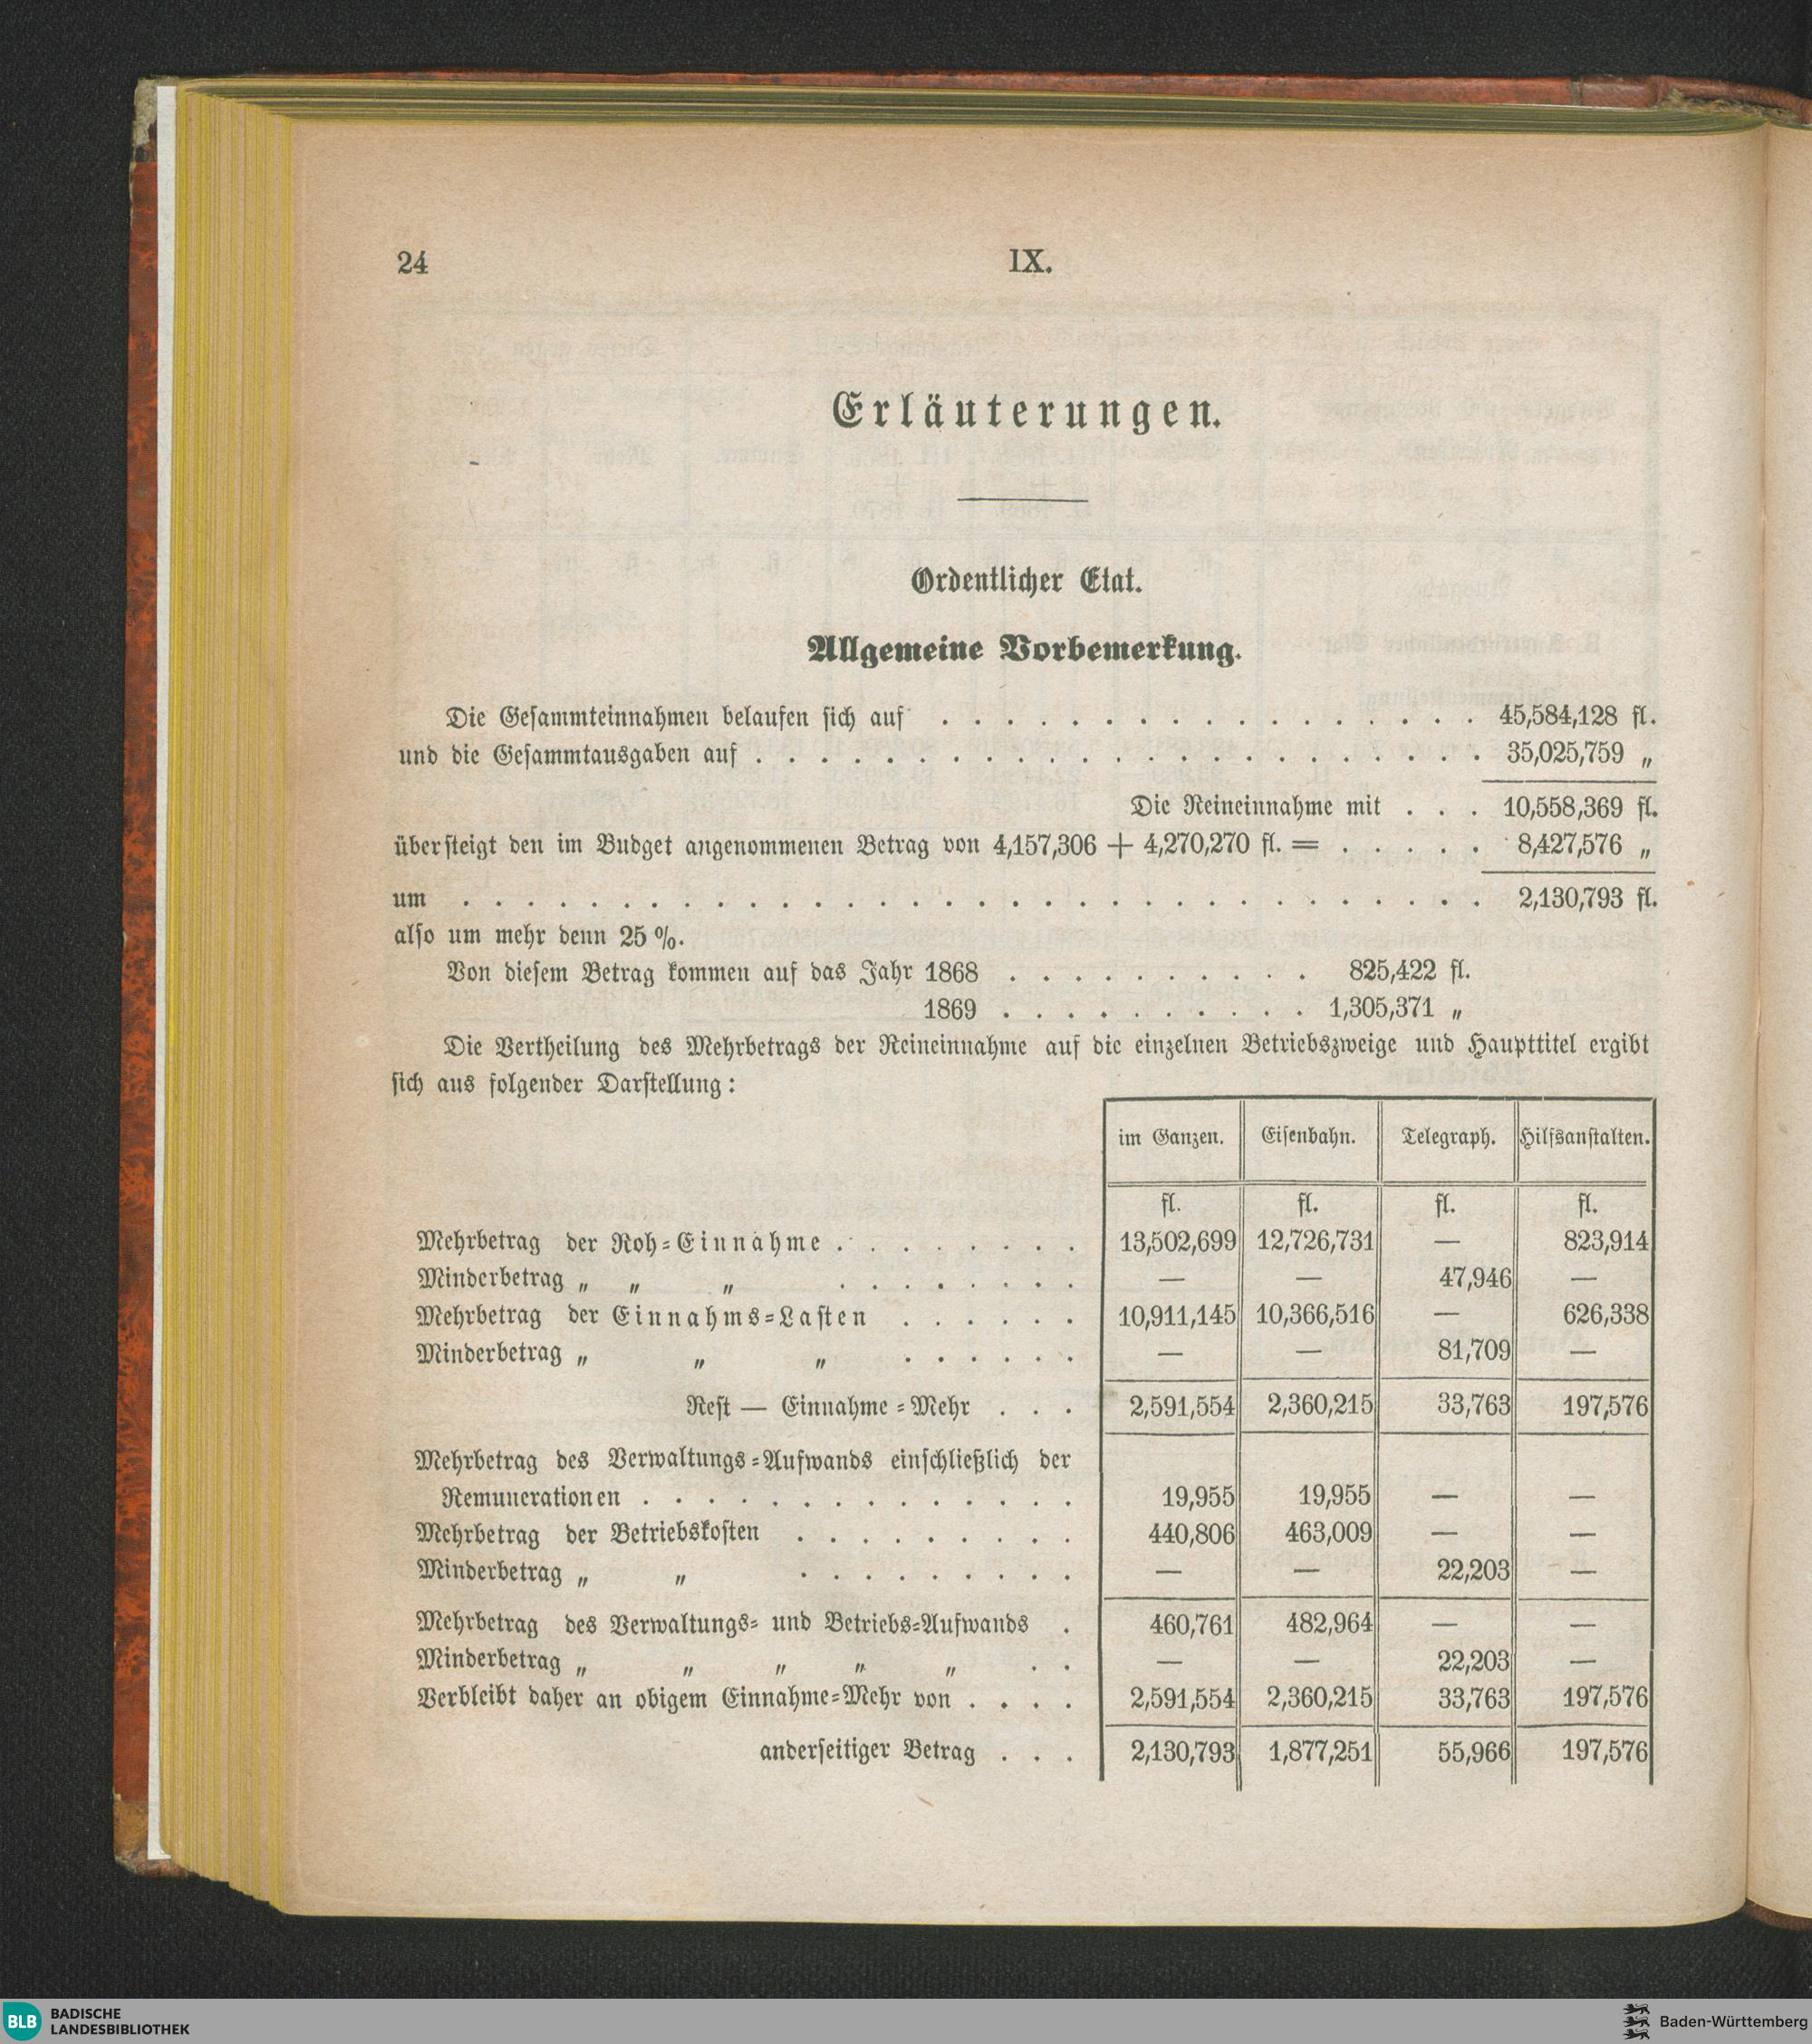 24 IX.
Erläuterungen.
Ordentlicher Etat.
Allgemeine Vorbemerkung.
Die Gesammteinnahmen belaufen sich auf . . . . . . . . . . . . . . . . . 45,584,128 fl.
und die Gesammtausgaben auf . . . . . . . . . . . . . . . . . . . . . . . 35,025,759 „
Die Reineinnahme mit . . . 10,558,369 fl.
übersteigt den im Budget angenommenen Betrag von 4,157,306 + 4,270,270 fl. = . . . . . 8,427,576 „
um . . . . . . . . . . . . . . . . . . . . . . . . . . . . . . . . 2,130,793 fl.
also um mehr denn 25 %.
Von diesem Betrag kommen auf das Jahr 1868 . . . . . . . . . . 825,422 fl.
1869 . . . . . . . . . . 1,305,371 „
Die Vertheilung des Mehrbetrags der Reineinnahme auf die einzelnen Betriebszweige und Haupttitel ergibt
sich aus folgender Darstellung:
im Ganzen. Eisenbahn. Telegraph. Hilfsanstalten.
fl. fl. fl. fl.
Mehrbetrag der Roh-Einnahme . . . . . . . . 13,502,699 12,726,731 — 823,914
Minderbetrag „ „ „ . . . . . . . . — — 47,946 —
Mehrbetrag der Einnahms-Lasten . . . . . . 10,911,145 10,366,516 — 626,338
Minderbetrag „ „ „ . . . . . . — — 81,709 —
Rest — Einnahme-Mehr . . . 2,591,554 2,360,215 33,763 197,576
Mehrbetrag des Verwaltungs-Aufwands einschließlich der
Remunerationen . . . . . . . . . . . . . . 19,955 19,955 — —
Mehrbetrag der Betriebskosten . . . . . . . . . 440,806 463,009 — —
Minderbetrag „ „ . . . . . . . . . — — 22,203 —
Mehrbetrag des Verwaltungs- und Betriebs-Aufwands . 460,761 482,964 — —
Minderbetrag „ „ „ „ „ . . — — 22,203 —
Verbleibt daher an obigem Einnahme-Mehr von . . . . 2,591,554 2,360,215 33,763 197,576
anderseitiger Betrag . . . 2,130,793 1,877,251 55,966 197,576
BLB BADISCHE
LANDESBIBLIOTHEK
Baden-Württemberg